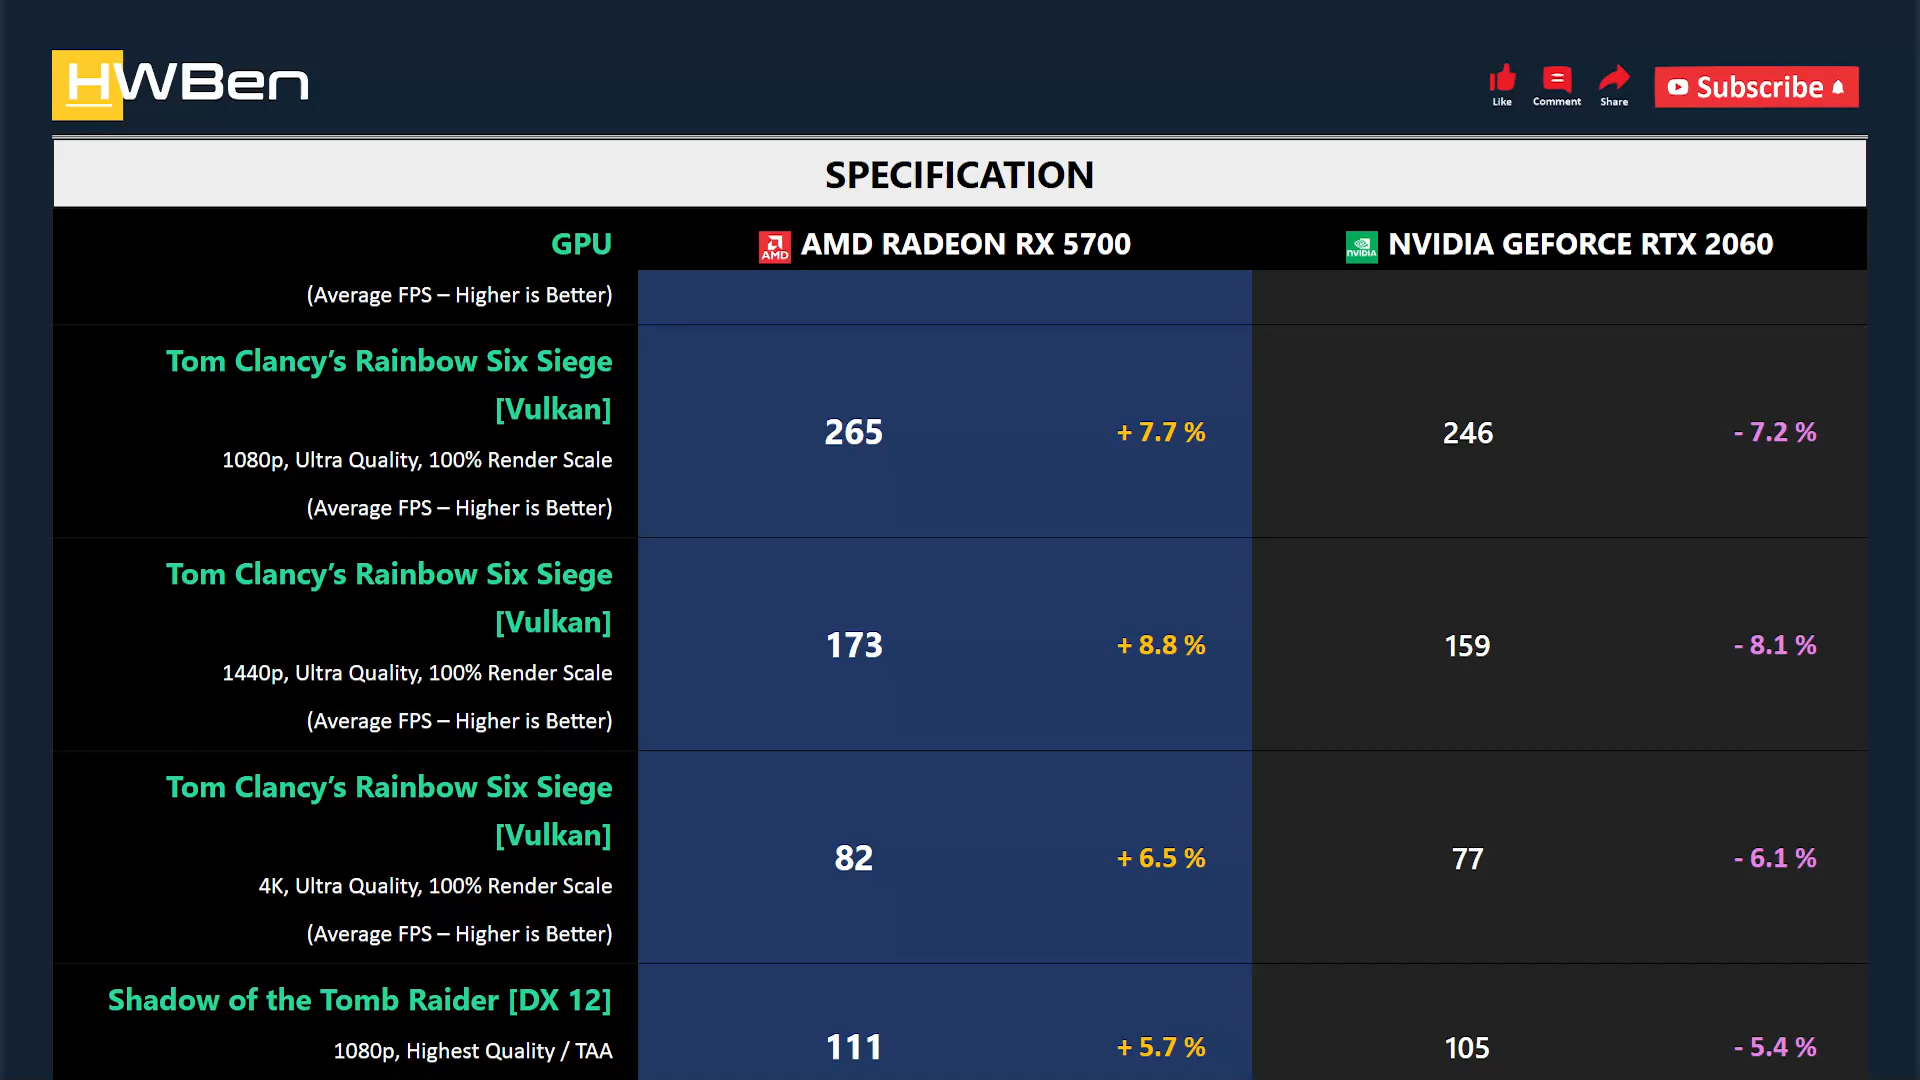 HWBen
Like
Comment
Share
Subscribe
SPECIFICATION
GPU
AMD
AMD RADEON RX 5700
NVIDIA
NVIDIA GEFORCE RTX 2060
(Average FPS – Higher is Better)
Tom Clancy’s Rainbow Six Siege
[Vulkan]
1080p, Ultra Quality, 100% Render Scale
(Average FPS – Higher is Better)
265
+ 7.7 %
246
- 7.2 %
Tom Clancy’s Rainbow Six Siege
[Vulkan]
1440p, Ultra Quality, 100% Render Scale
(Average FPS – Higher is Better)
173
+ 8.8 %
159
- 8.1 %
Tom Clancy’s Rainbow Six Siege
[Vulkan]
4K, Ultra Quality, 100% Render Scale
(Average FPS – Higher is Better)
82
+ 6.5 %
77
- 6.1 %
Shadow of the Tomb Raider [DX 12]
1080p, Highest Quality / TAA
111
+ 5.7 %
105
- 5.4 %